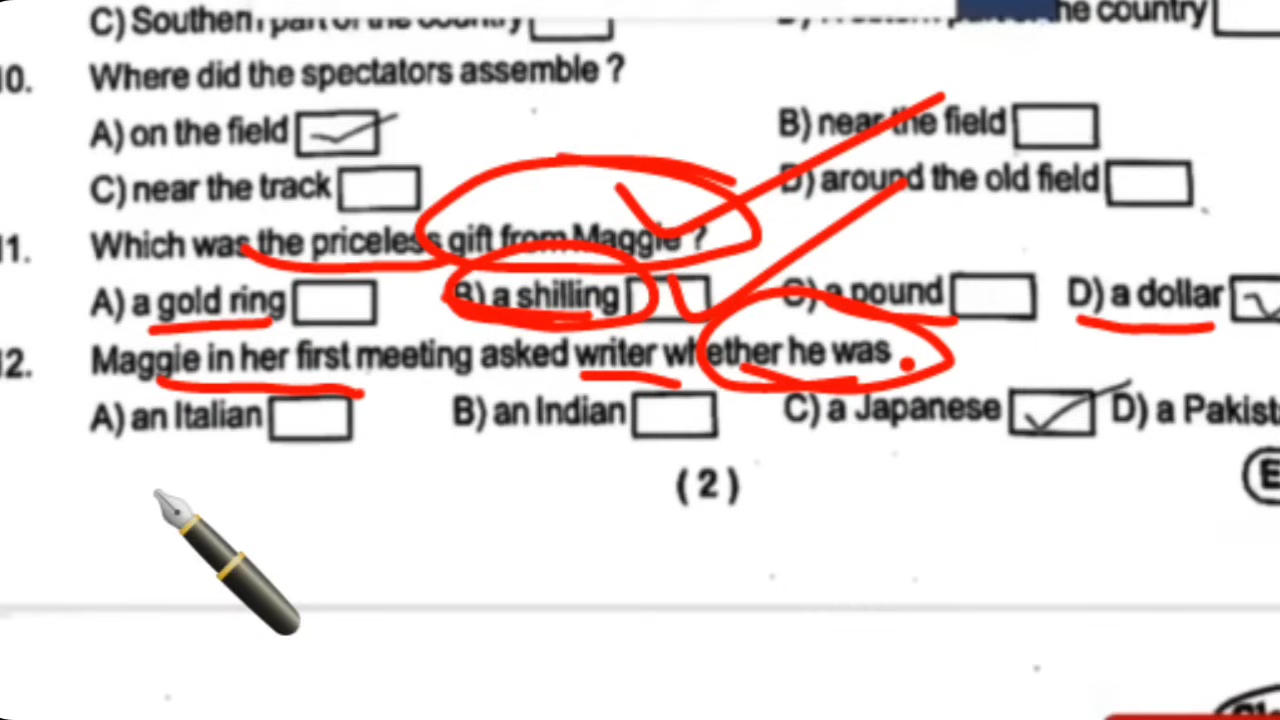 C) Southern part of the country he country
10. Where did the spectators assemble ?
A) on the field B) near the field
C) near the track D) around the old field
11. Which was the priceless gift from Maggie ?
A) a gold ring B) a shilling C) a pound D) a dollar
12. Maggie in her first meeting asked writer whether he was
A) an Italian B) an Indian C) a Japanese D) a Pakist
( 2 )
E